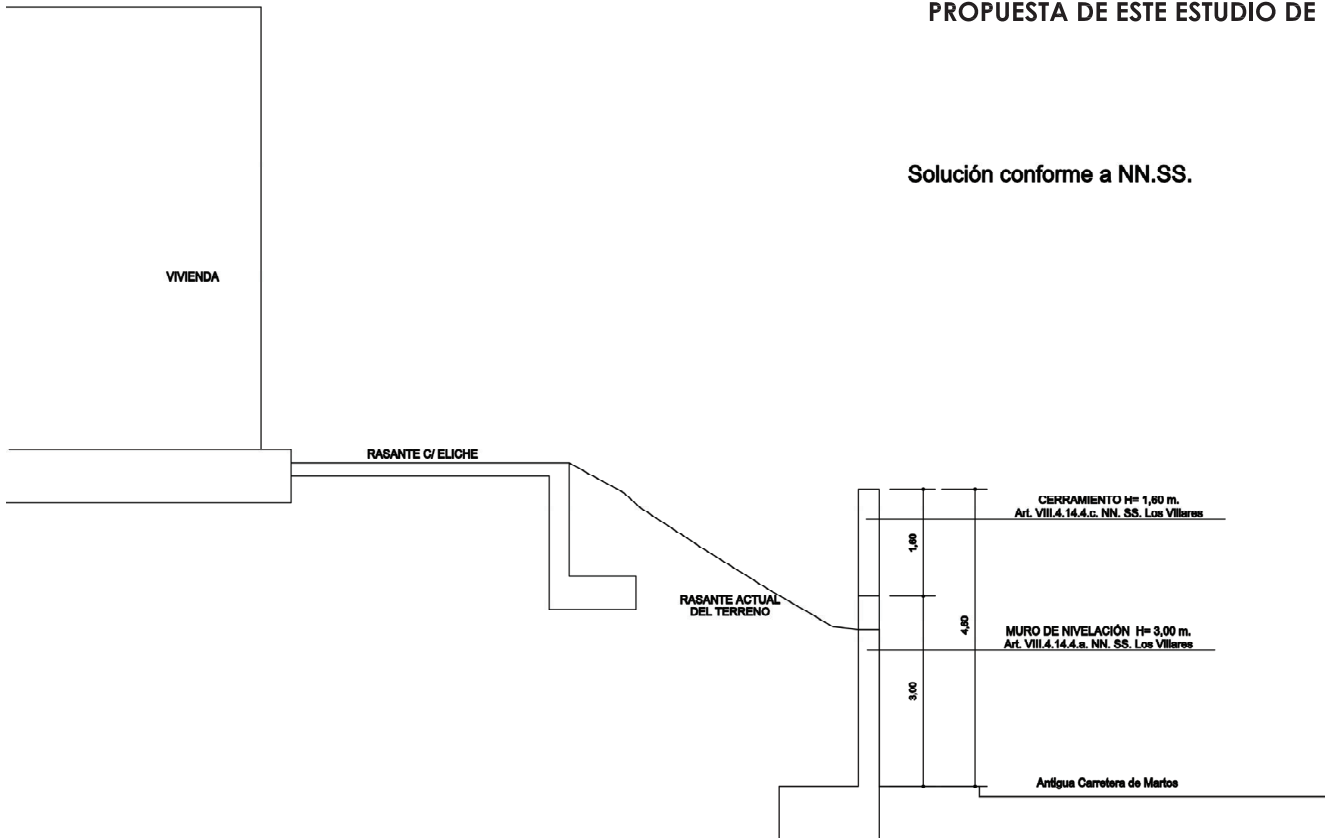 PROPUESTA DE ESTE ESTUDIO DE
Solución conforme a NN.SS.
VIVIENDA
RASANTE C/ ELICHE
CERRAMIENTO H= 1,60 m.
Art. VIII.4.14.4.c. NN. SS. Los Villares
1,60
RASANTE ACTUAL
DEL TERRENO
4,60
MURO DE NIVELACIÓN H= 3,00 m.
Art. VIII.4.14.4.a. NN. SS. Los Villares
3,00
Antigua Carretera de Martos